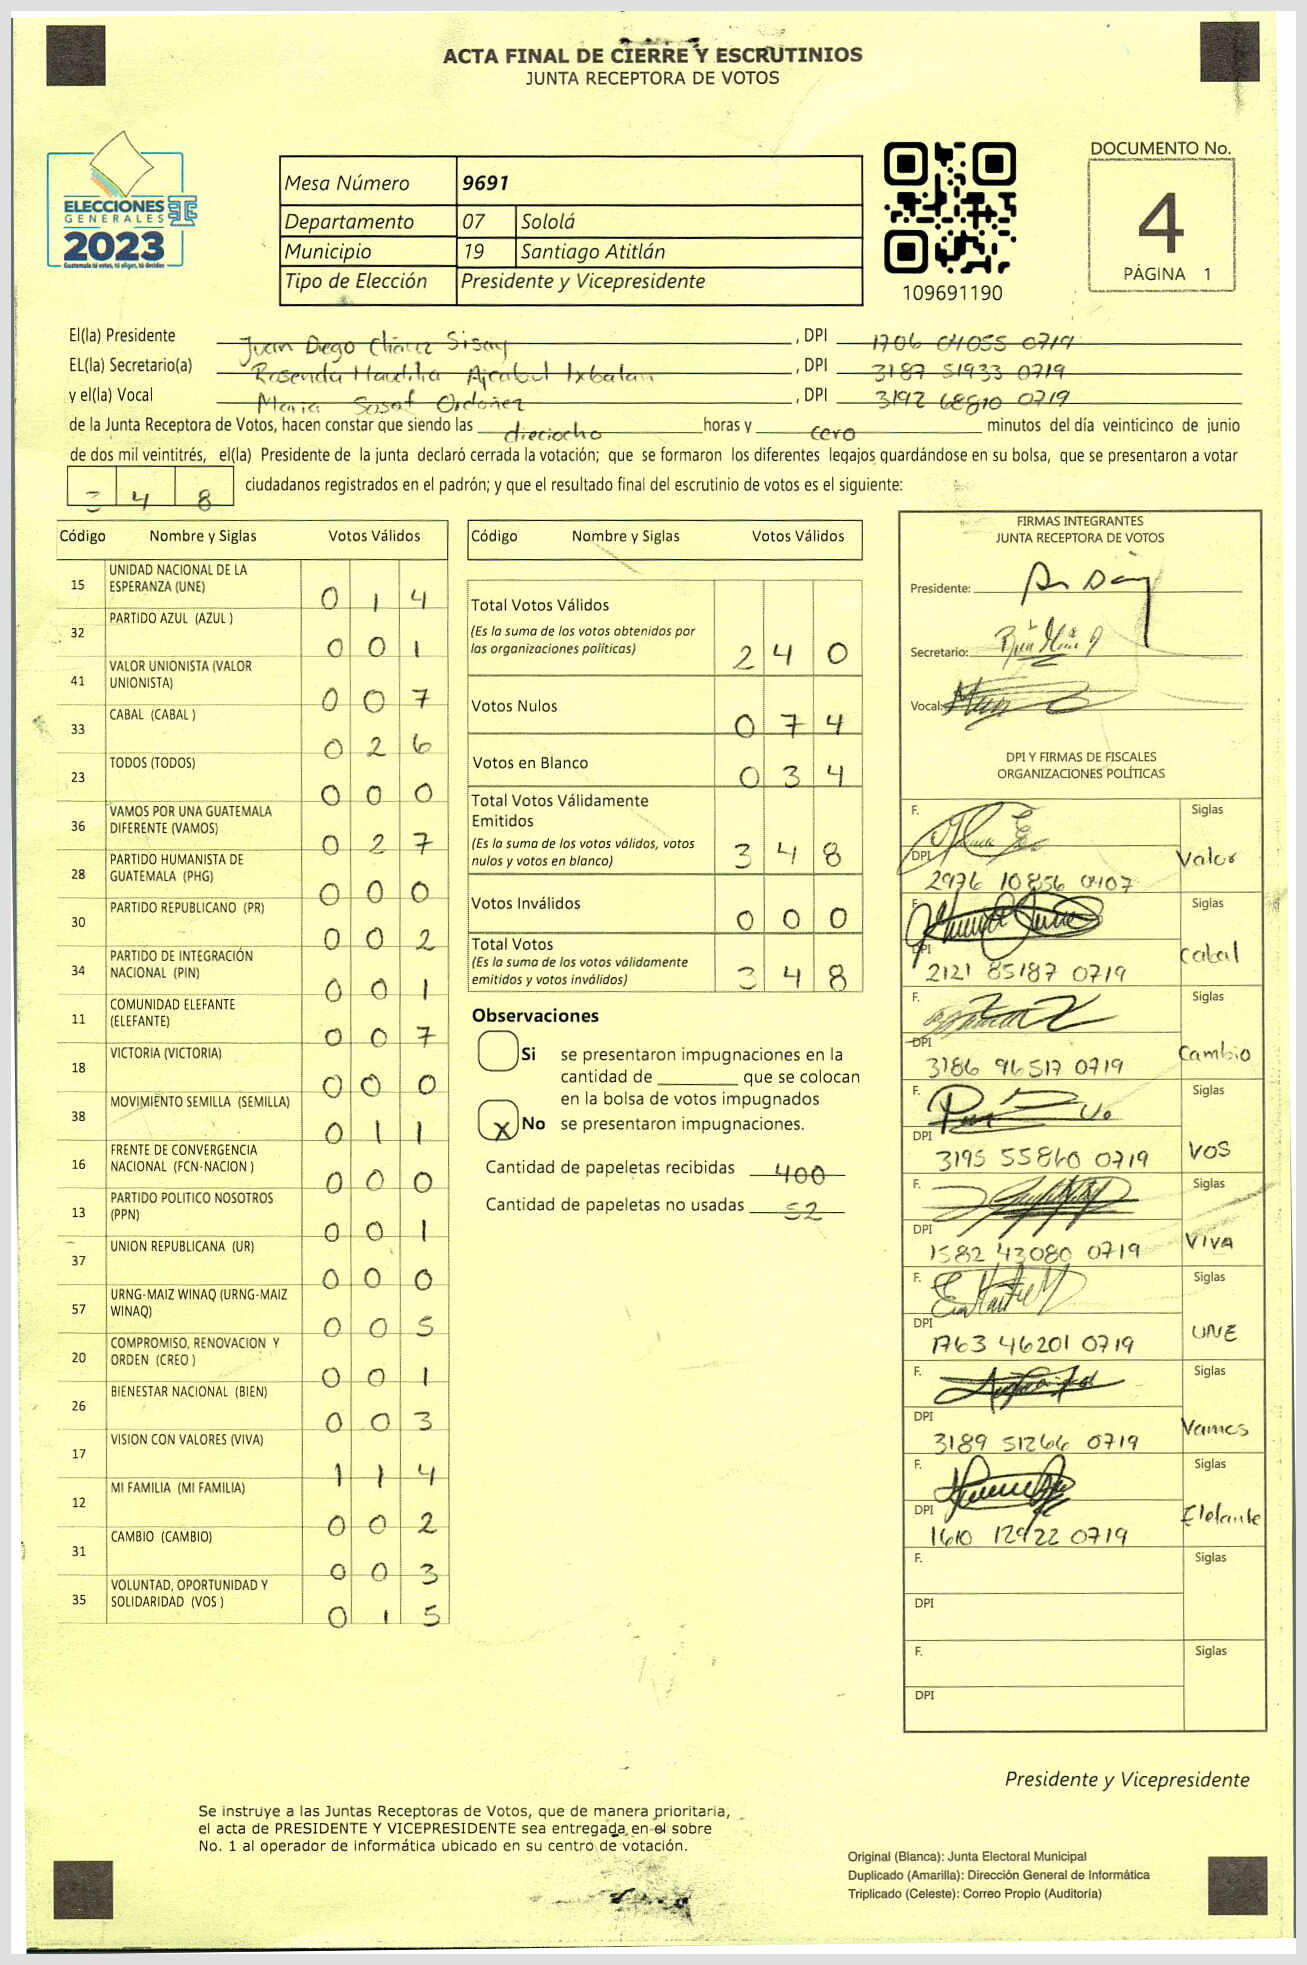 ACTA FINAL DE CIERRE Y ESCRUTINIOS
JUNTA RECEPTORA DE VOTOS
ELECCIONES
GENERALES
2023
Guatemala tú votas, tú eliges, tú decides
Mesa Número 9691
Departamento 07 Sololá
Municipio 19 Santiago Atitlán
Tipo de Elección Presidente y Vicepresidente
109691190
DOCUMENTO No.
4
PÁGINA 1
El(la) Presidente Juan Diego Chávez Sisay , DPI 1706 04055 0719
EL(la) Secretario(a) Rosenda Ajcabul Ixbalan , DPI 3187 51933 0719
y el(la) Vocal Maria Sosof Ordoñez , DPI 3192 68810 0719
de la Junta Receptora de Votos, hacen constar que siendo las dieciocho horas y cero minutos del día veinticinco de junio
de dos mil veintitrés, el(la) Presidente de la junta declaró cerrada la votación; que se formaron los diferentes legajos guardándose en su bolsa, que se presentaron a votar
3 4 8 ciudadanos registrados en el padrón; y que el resultado final del escrutinio de votos es el siguiente:
Código Nombre y Siglas Votos Válidos
15 UNIDAD NACIONAL DE LA
ESPERANZA (UNE) 0 1 4
32 PARTIDO AZUL (AZUL ) 0 0 1
41 VALOR UNIONISTA (VALOR
UNIONISTA) 0 0 7
33 CABAL (CABAL ) 0 2 6
23 TODOS (TODOS) 0 0 0
36 VAMOS POR UNA GUATEMALA
DIFERENTE (VAMOS) 0 2 7
28 PARTIDO HUMANISTA DE
GUATEMALA (PHG) 0 0 0
30 PARTIDO REPUBLICANO (PR) 0 0 2
34 PARTIDO DE INTEGRACIÓN
NACIONAL (PIN) 0 0 1
11 COMUNIDAD ELEFANTE
(ELEFANTE) 0 0 7
18 VICTORIA (VICTORIA) 0 0 0
38 MOVIMIENTO SEMILLA (SEMILLA) 0 1 1
16 FRENTE DE CONVERGENCIA
NACIONAL (FCN-NACION ) 0 0 0
13 PARTIDO POLITICO NOSOTROS
(PPN) 0 0 1
37 UNION REPUBLICANA (UR) 0 0 0
57 URNG-MAIZ WINAQ (URNG-MAIZ
WINAQ) 0 0 5
20 COMPROMISO, RENOVACION Y
ORDEN (CREO ) 0 0 1
26 BIENESTAR NACIONAL (BIEN) 0 0 3
17 VISION CON VALORES (VIVA) 1 1 4
12 MI FAMILIA (MI FAMILIA) 0 0 2
31 CAMBIO (CAMBIO) 0 0 3
35 VOLUNTAD, OPORTUNIDAD Y
SOLIDARIDAD (VOS ) 0 1 5
Código Nombre y Siglas Votos Válidos
Total Votos Válidos
(Es la suma de los votos obtenidos por
las organizaciones políticas) 2 4 0
Votos Nulos 0 7 4
Votos en Blanco 0 3 4
Total Votos Válidamente
Emitidos
(Es la suma de los votos válidos, votos
nulos y votos en blanco) 3 4 8
Votos Inválidos 0 0 0
Total Votos
(Es la suma de los votos válidamente
emitidos y votos inválidos) 3 4 8
Observaciones
Si se presentaron impugnaciones en la
cantidad de ________ que se colocan
en la bolsa de votos impugnados
X No se presentaron impugnaciones.
Cantidad de papeletas recibidas 400
Cantidad de papeletas no usadas 52
FIRMAS INTEGRANTES
JUNTA RECEPTORA DE VOTOS
Presidente:
Secretario:
Vocal:
DPI Y FIRMAS DE FISCALES
ORGANIZACIONES POLÍTICAS
F. Siglas
DPI Valor
2976 10856 0407
F. Siglas
DPI Cabal
2121 85187 0719
F. Siglas
DPI Cambio
3186 96517 0719
F. Siglas
DPI VOS
3195 55860 0719
F. Siglas
DPI VIVA
1582 43080 0719
F. Siglas
DPI UNE
1763 46201 0719
F. Siglas
DPI Vamos
3189 51266 0719
F. Siglas
DPI Elefante
1610 12922 0719
F. Siglas
DPI
F. Siglas
DPI
Presidente y Vicepresidente
Se instruye a las Juntas Receptoras de Votos, que de manera prioritaria,
el acta de PRESIDENTE Y VICEPRESIDENTE sea entregada en el sobre
No. 1 al operador de informática ubicado en su centro de votación.
Original (Blanca): Junta Electoral Municipal
Duplicado (Amarilla): Dirección General de Informática
Triplicado (Celeste): Correo Propio (Auditoría)